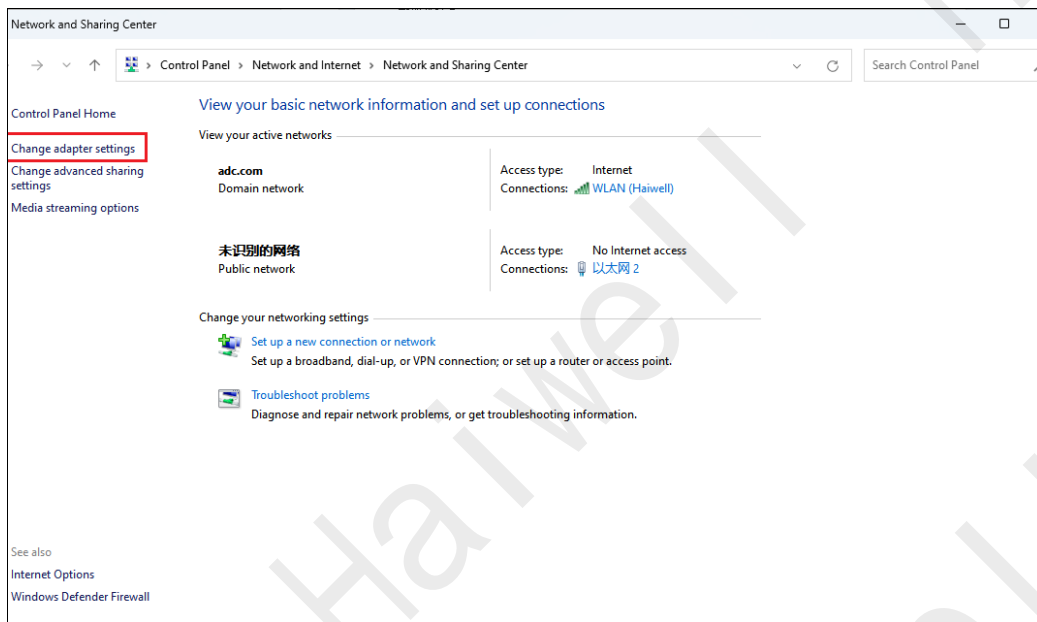 Network and Sharing Center
Control Panel > Network and Internet > Network and Sharing Center
Search Control Panel
Control Panel Home
Change adapter settings
Change advanced sharing
settings
Media streaming options
View your basic network information and set up connections
View your active networks
adc.com
Domain network
Access type: Internet
Connections: WLAN (Haiwell)
未识别的网络
Public network
Access type: No Internet access
Connections: 以太网 2
Change your networking settings
Set up a new connection or network
Set up a broadband, dial-up, or VPN connection; or set up a router or access point.
Troubleshoot problems
Diagnose and repair network problems, or get troubleshooting information.
See also
Internet Options
Windows Defender Firewall
Haiwell